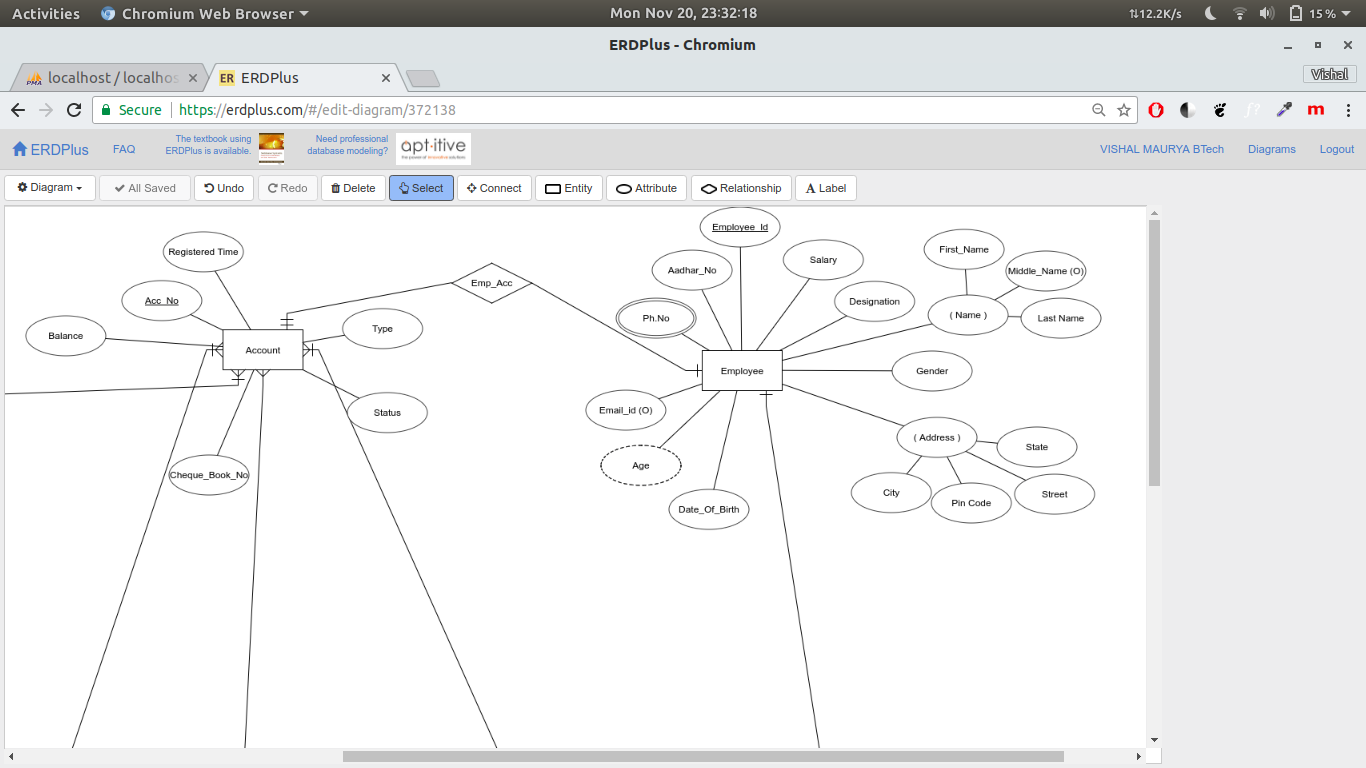 Activities Chromium Web Browser Mon Nov 20, 23:32:18 12.2K/s 15%
ERDPlus - Chromium
PMA localhost / localhos ER ERDPlus Vishal
Secure https://erdplus.com/#/edit-diagram/372138
ERDPlus FAQ
The textbook using
ERDPlus is available.
Need professional
database modeling?
apt·itive
VISHAL MAURYA BTech Diagrams Logout
Diagram All Saved Undo Redo Delete Select Connect Entity Attribute Relationship A Label
Employee_Id
First_Name
Registered Time
Salary
Aadhar_No
Middle_Name (O)
Emp_Acc
Acc_No
Designation
( Name )
Ph.No
Last Name
Type
Balance
Account
Employee
Gender
Email_id (O)
Status
( Address )
State
Age
Cheque_Book_No
City
Street
Pin Code
Date_Of_Birth